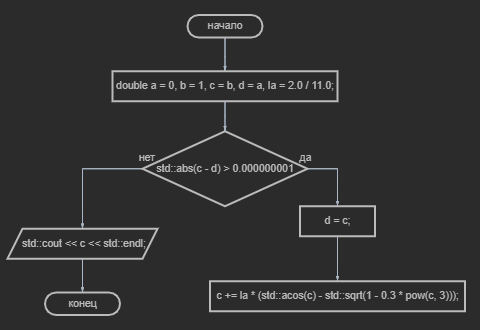 начало
double a = 0, b = 1, c = b, d = a, la = 2.0 / 11.0;
нет
да
std::abs(c - d) > 0.000000001
d = c;
std::cout << c << std::endl;
c += la * (std::acos(c) - std::sqrt(1 - 0.3 * pow(c, 3)));
конец